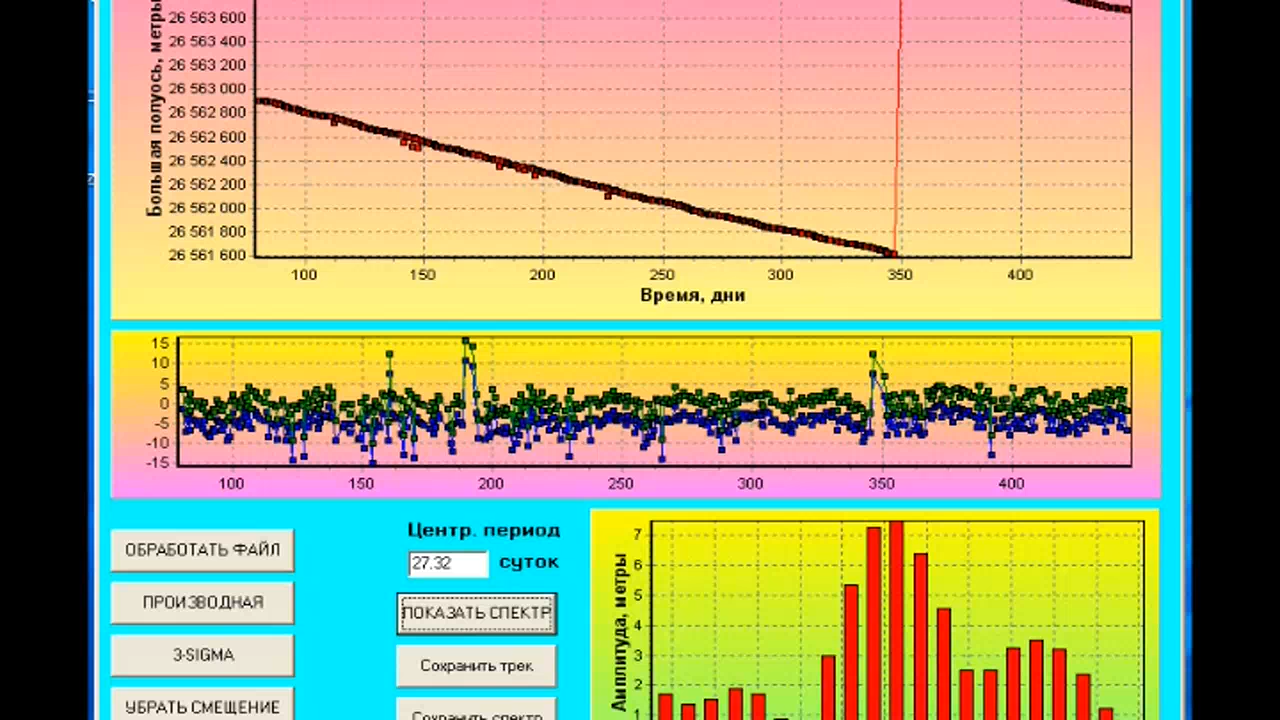 Большая полуось, метры
26 563 600
26 563 400
26 563 200
26 563 000
26 562 800
26 562 600
26 562 400
26 562 200
26 562 000
26 561 800
26 561 600
100 150 200 250 300 350 400
Время, дни
15
10
5
0
-5
-10
-15
100 150 200 250 300 350 400
ОБРАБОТАТЬ ФАЙЛ
ПРОИЗВОДНАЯ
3-SIGMA
УБРАТЬ СМЕЩЕНИЕ
Центр. период
27.32 суток
ПОКАЗАТЬ СПЕКТР
Сохранить трек
Сохранить спектр
Амплитуда, метры
7
6
5
4
3
2
1